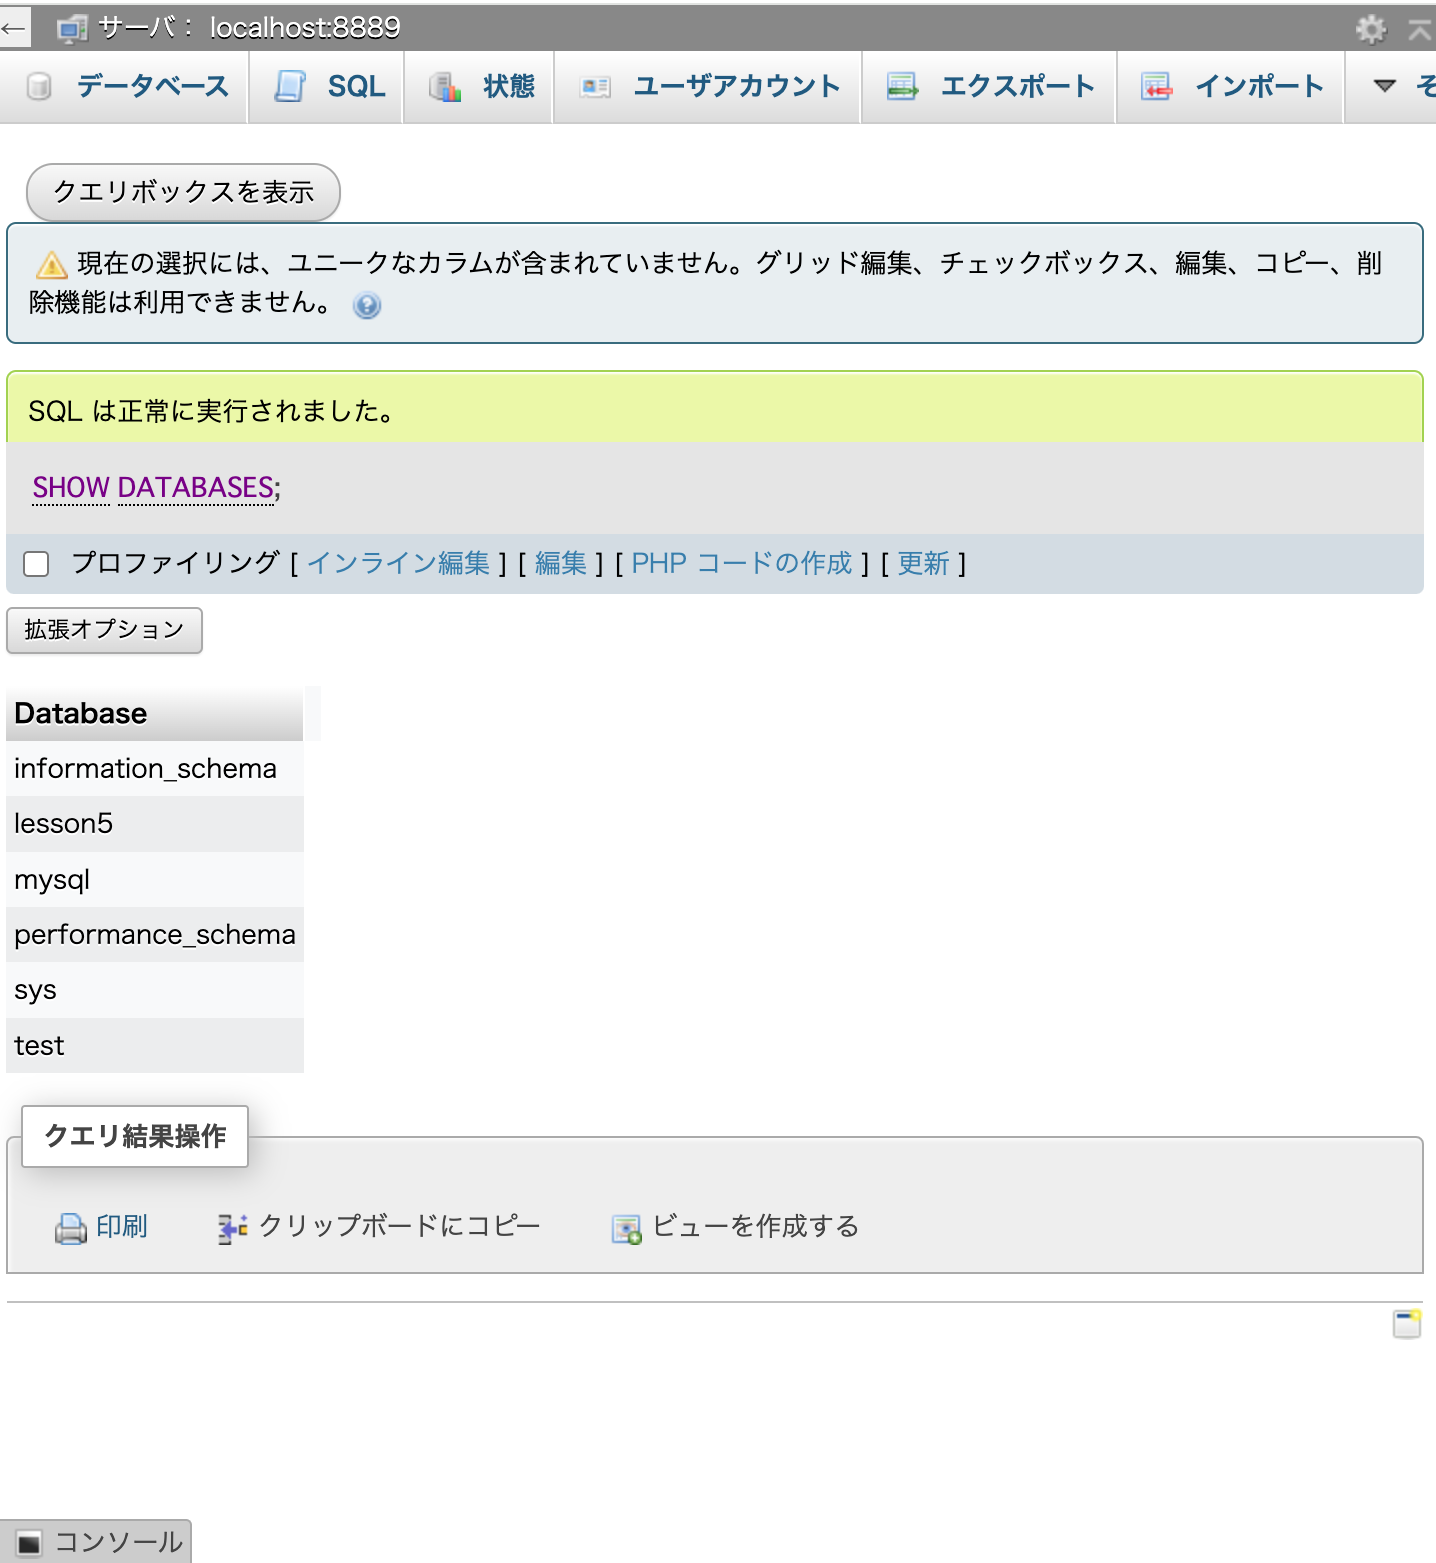 ← サーバ： localhost:8889
データベース SQL 状態 ユーザアカウント エクスポート インポート
クエリボックスを表示
現在の選択には、ユニークなカラムが含まれていません。グリッド編集、チェックボックス、編集、コピー、削
除機能は利用できません。
SQL は正常に実行されました。
SHOW DATABASES;
プロファイリング [ インライン編集 ] [ 編集 ] [ PHP コードの作成 ] [ 更新 ]
拡張オプション
Database
information_schema
lesson5
mysql
performance_schema
sys
test
クエリ結果操作
印刷 クリップボードにコピー ビューを作成する
コンソール